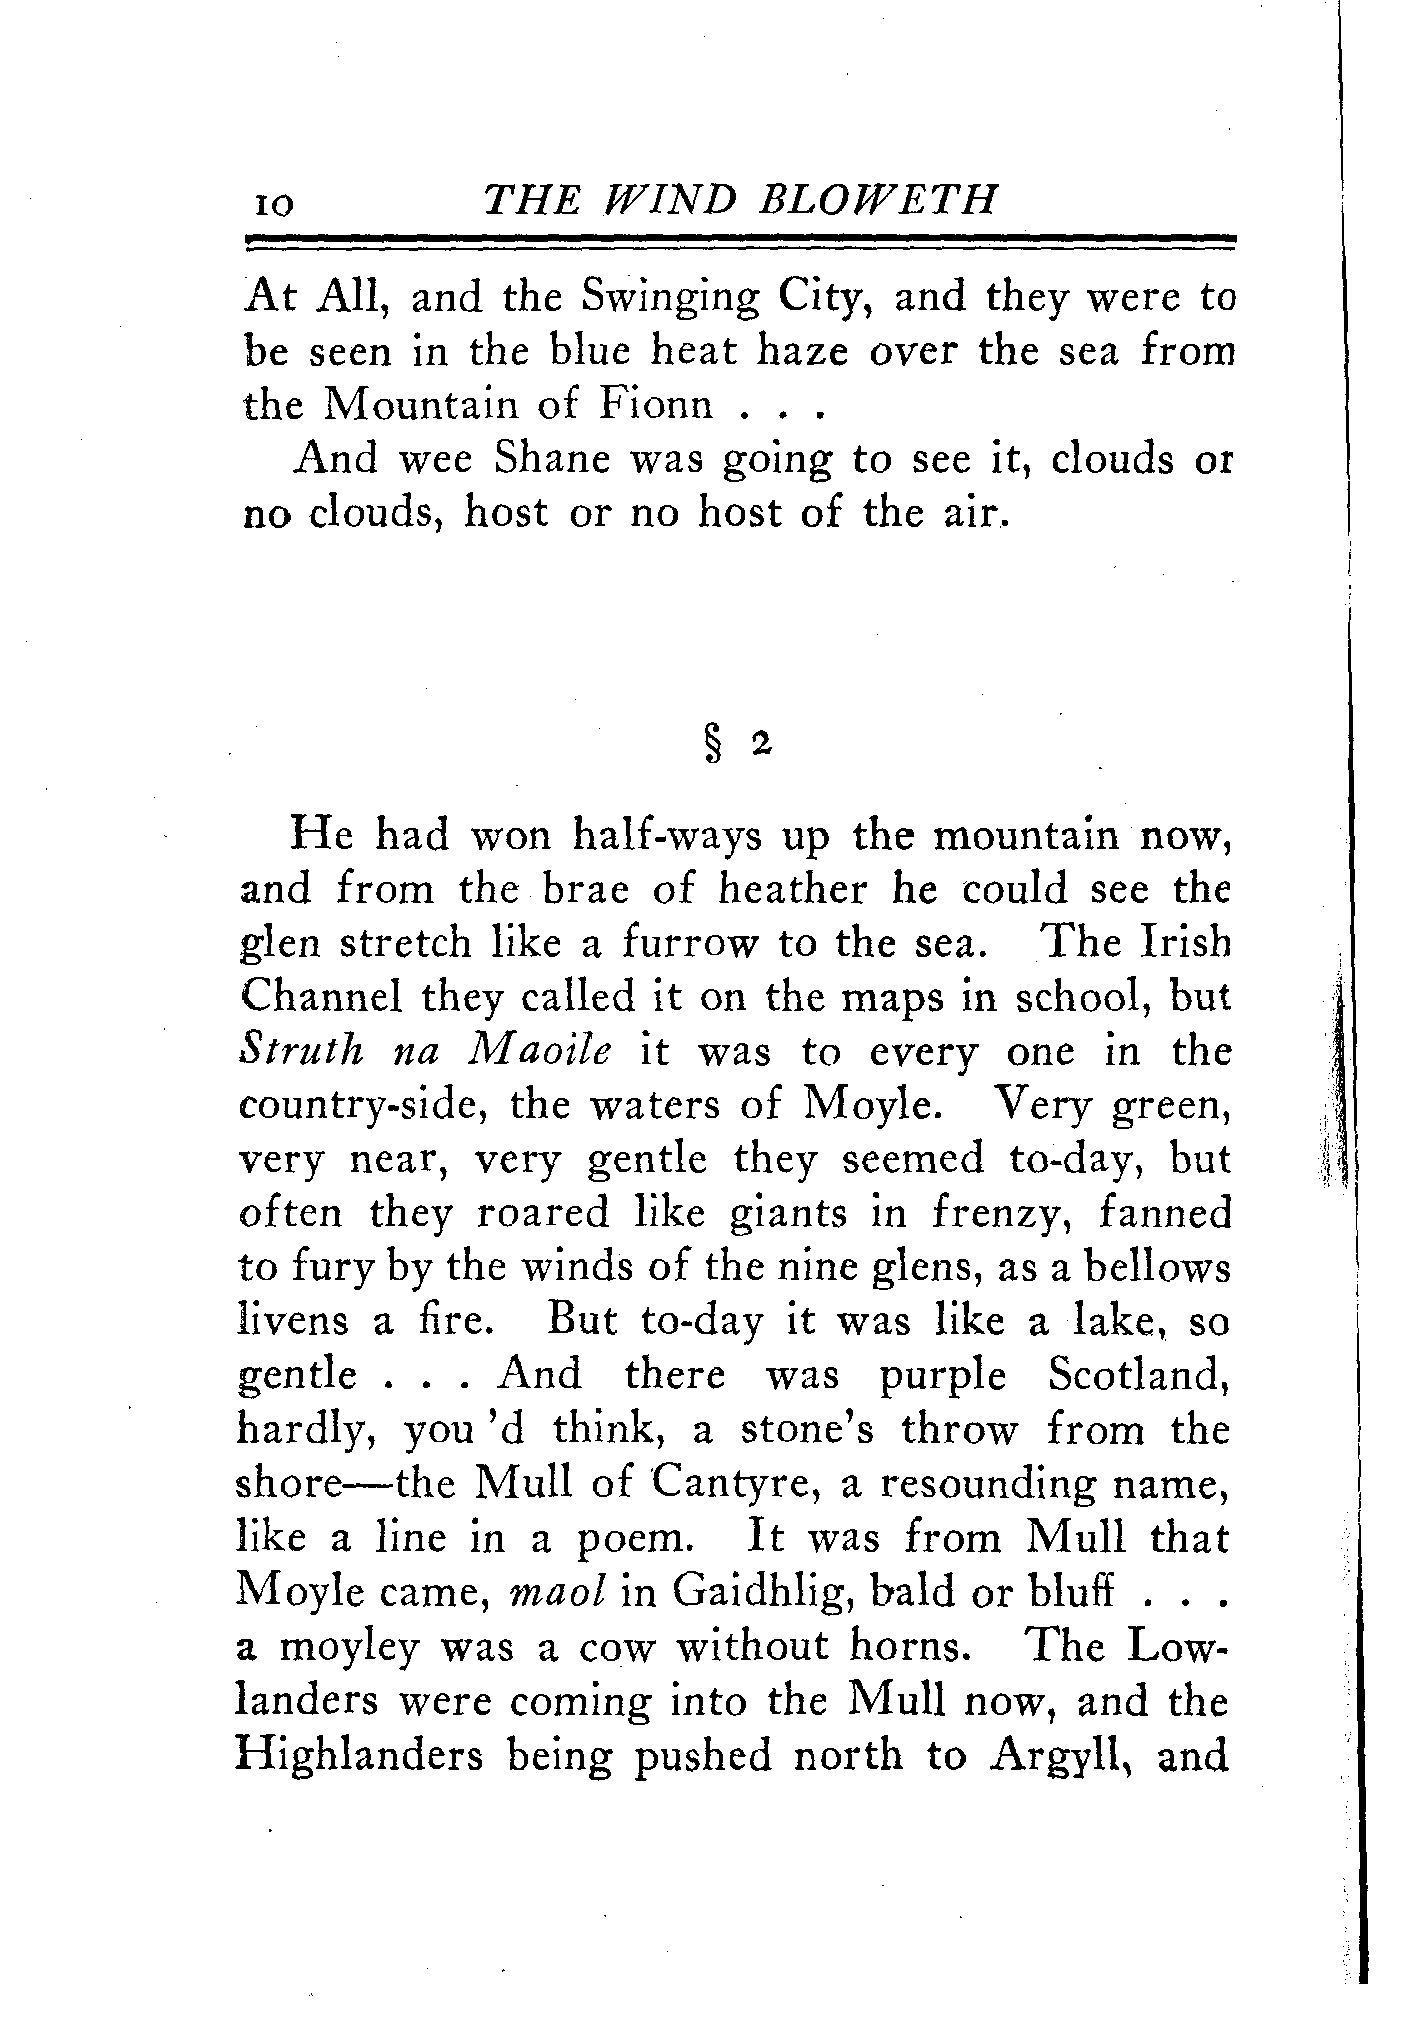 10 THE WIND BLOWETH
At All, and the Swinging City, and they were to
be seen in the blue heat haze over the sea from
the Mountain of Fionn . . .
And wee Shane was going to see it, clouds or
no clouds, host or no host of the air.
§ 2
He had won half-ways up the mountain now,
and from the brae of heather he could see the
glen stretch like a furrow to the sea. The Irish
Channel they called it on the maps in school, but
Struth na Maoile it was to every one in the
country-side, the waters of Moyle. Very green,
very near, very gentle they seemed to-day, but
often they roared like giants in frenzy, fanned
to fury by the winds of the nine glens, as a bellows
livens a fire. But to-day it was like a lake, so
gentle . . . And there was purple Scotland,
hardly, you 'd think, a stone's throw from the
shore—the Mull of Cantyre, a resounding name,
like a line in a poem. It was from Mull that
Moyle came, maol in Gaidhlig, bald or bluff . . .
a moyley was a cow without horns. The Low-
landers were coming into the Mull now, and the
Highlanders being pushed north to Argyll, and